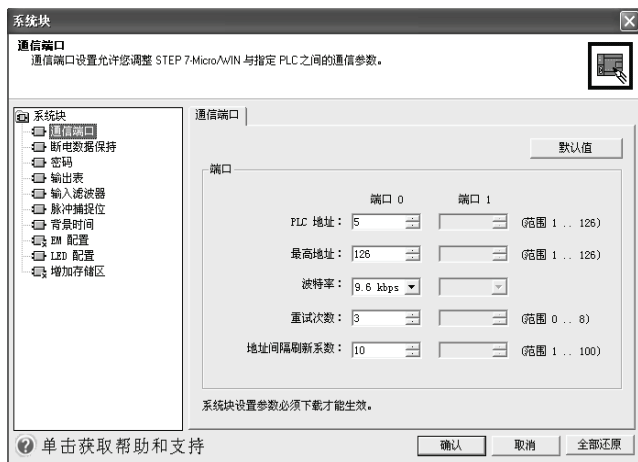 系统块
通信端口
通信端口设置允许您调整 STEP 7-Micro/WIN 与指定 PLC 之间的通信参数。
系统块
通信端口
断电数据保持
密码
输出表
输入滤波器
脉冲捕捉位
背景时间
EM 配置
LED 配置
增加存储区
通信端口
默认值
端口
端口 0 端口 1
PLC 地址： 5 (范围 1 .. 126)
最高地址： 126 (范围 1 .. 126)
波特率： 9.6 kbps
重试次数： 3 (范围 0 .. 8)
地址间隔刷新系数： 10 (范围 1 .. 100)
系统块设置参数必须下载才能生效。
单击获取帮助和支持
确认 取消 全部还原